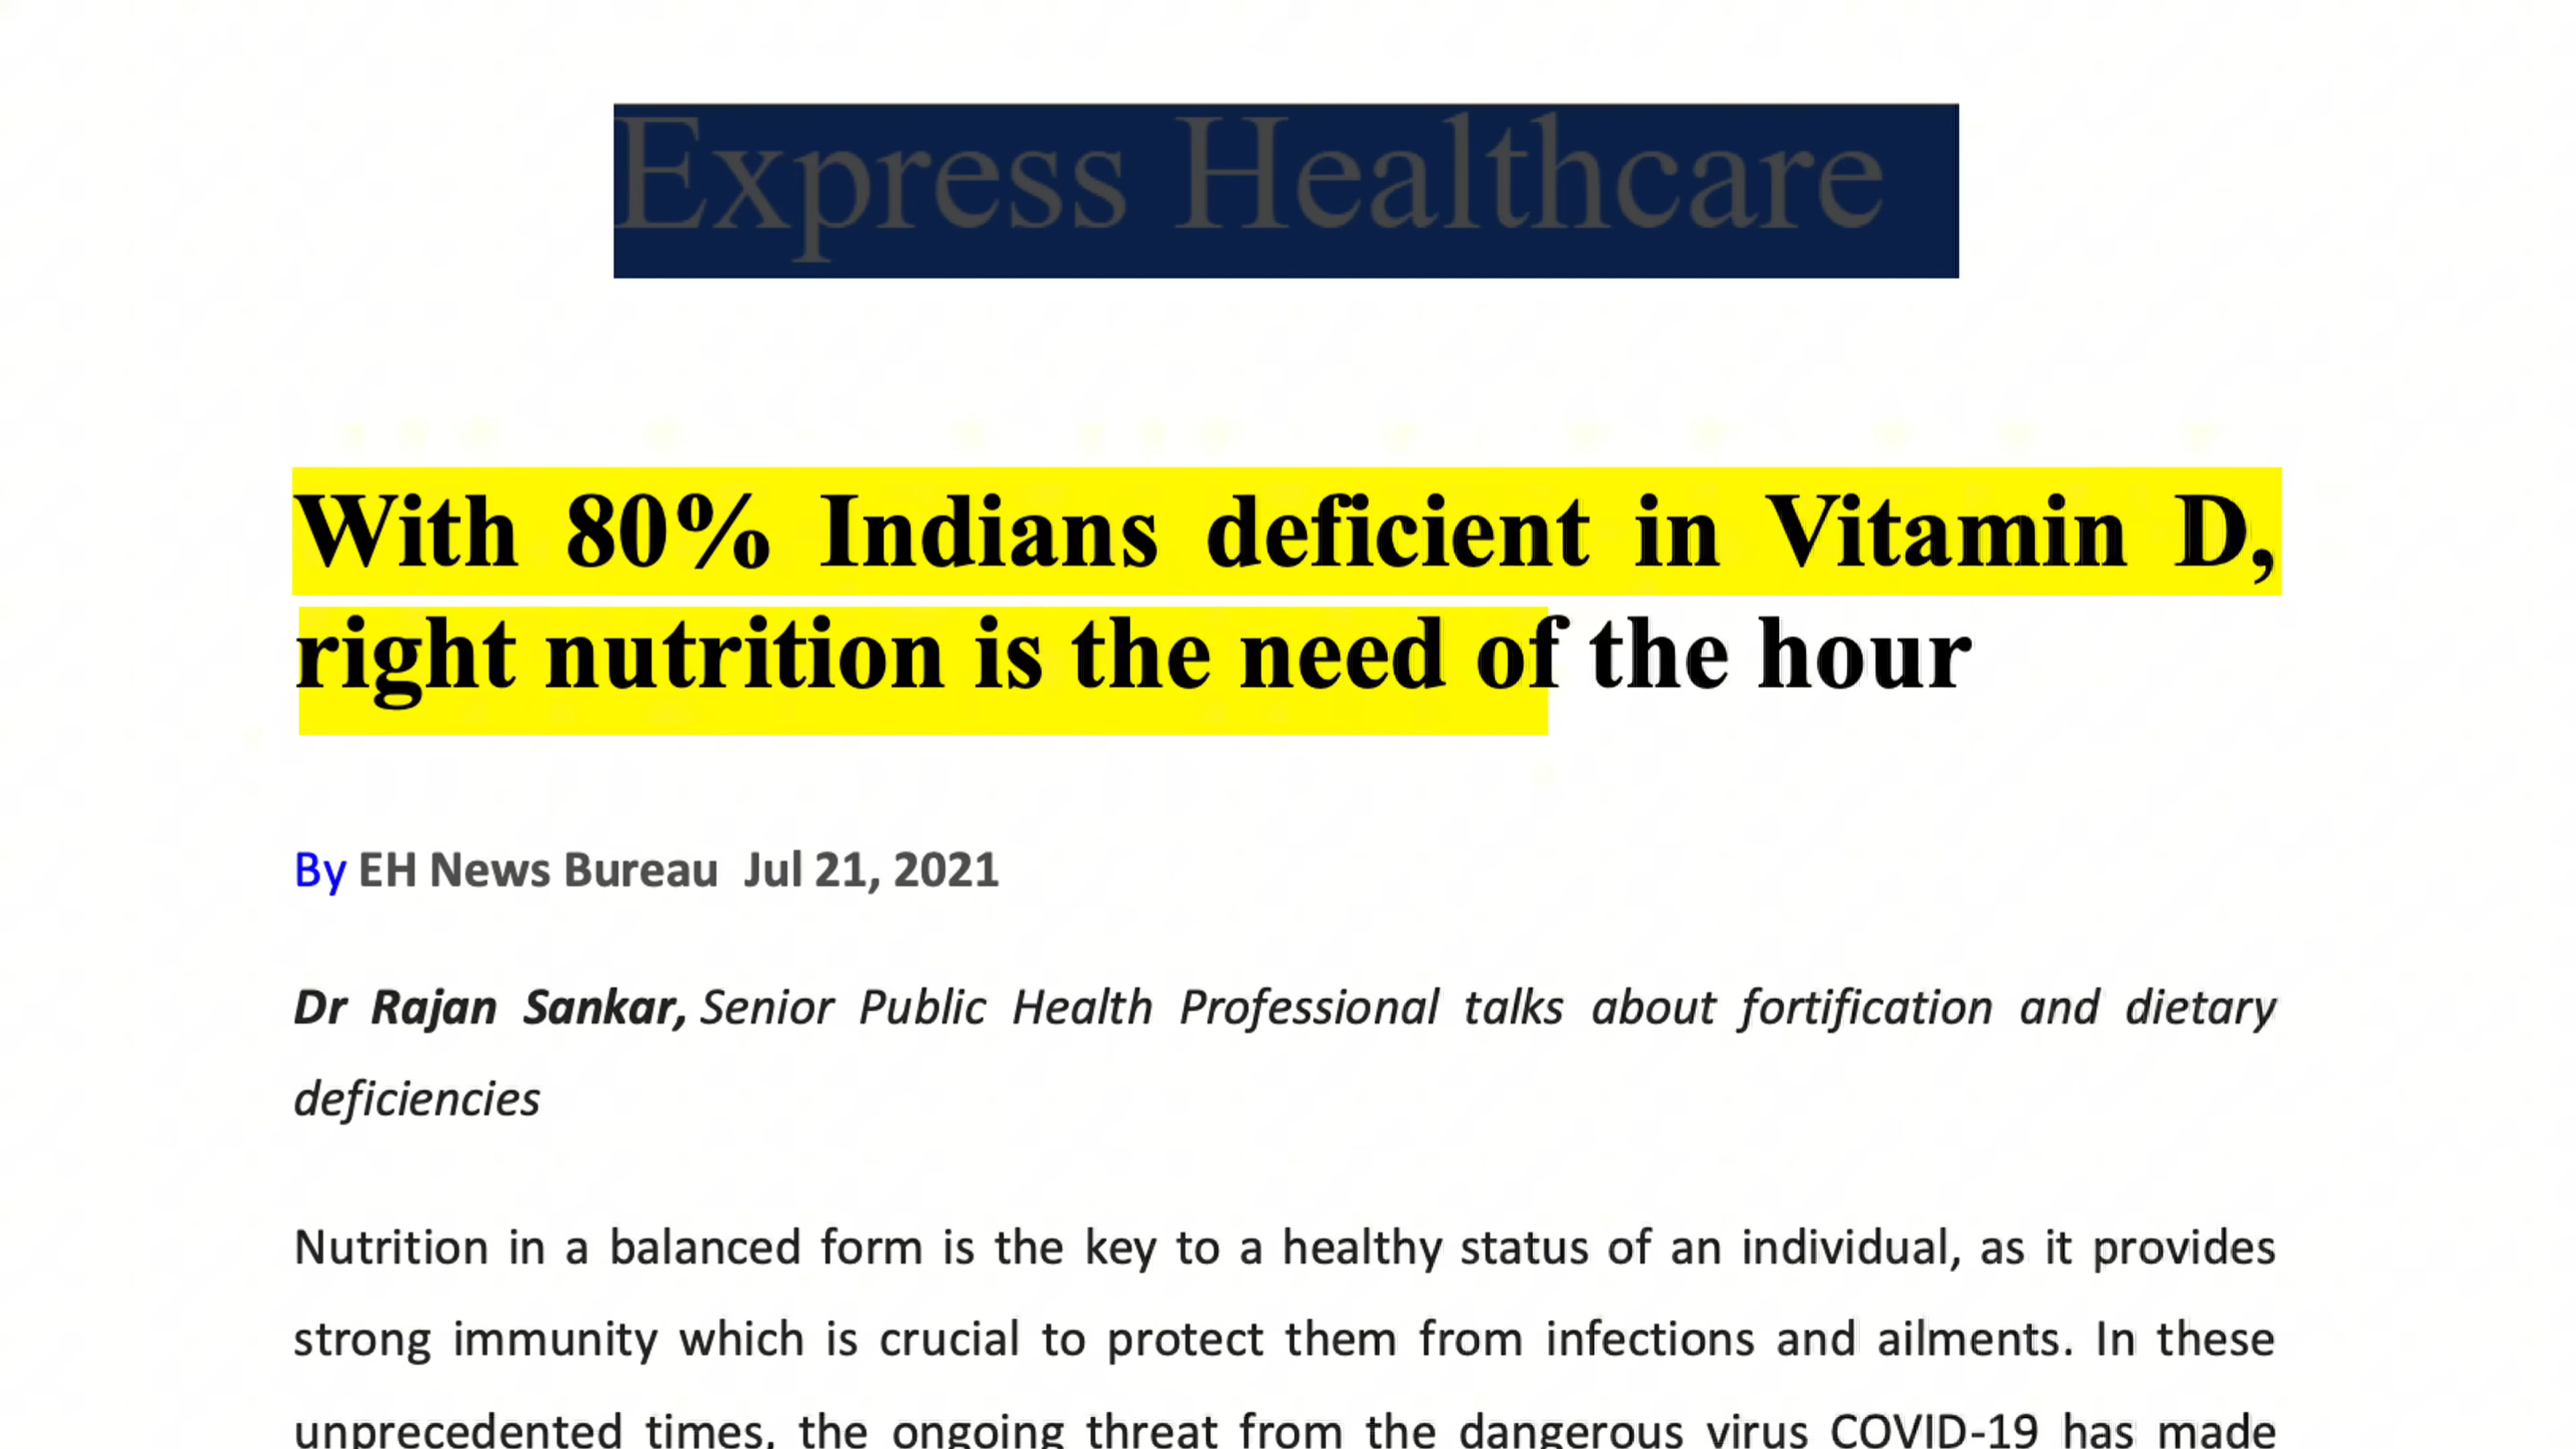 Express Healthcare
With 80% Indians deficient in Vitamin D,
right nutrition is the need of the hour
By EH News Bureau Jul 21, 2021
Dr Rajan Sankar, Senior Public Health Professional talks about fortification and dietary
deficiencies
Nutrition in a balanced form is the key to a healthy status of an individual, as it provides
strong immunity which is crucial to protect them from infections and ailments. In these
unprecedented times, the ongoing threat from the dangerous virus COVID-19 has made